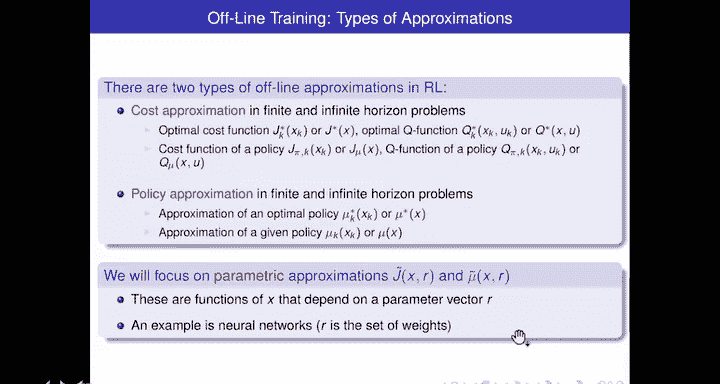 Off-Line Training: Types of Approximations
There are two types of off-line approximations in RL:
Cost approximation in finite and infinite horizon problems
Optimal cost function J*ₖ(xₖ) or J*(x), optimal Q-function Q*ₖ(xₖ, uₖ) or Q*(x, u)
Cost function of a policy Jπ,ₖ(xₖ) or Jμ(x), Q-function of a policy Qπ,ₖ(xₖ, uₖ) or
Qμ(x, u)
Policy approximation in finite and infinite horizon problems
Approximation of an optimal policy μ*ₖ(xₖ) or μ*(x)
Approximation of a given policy μₖ(xₖ) or μ(x)
We will focus on parametric approximations J̃(x, r) and μ̃(x, r)
These are functions of x that depend on a parameter vector r
An example is neural networks (r is the set of weights)